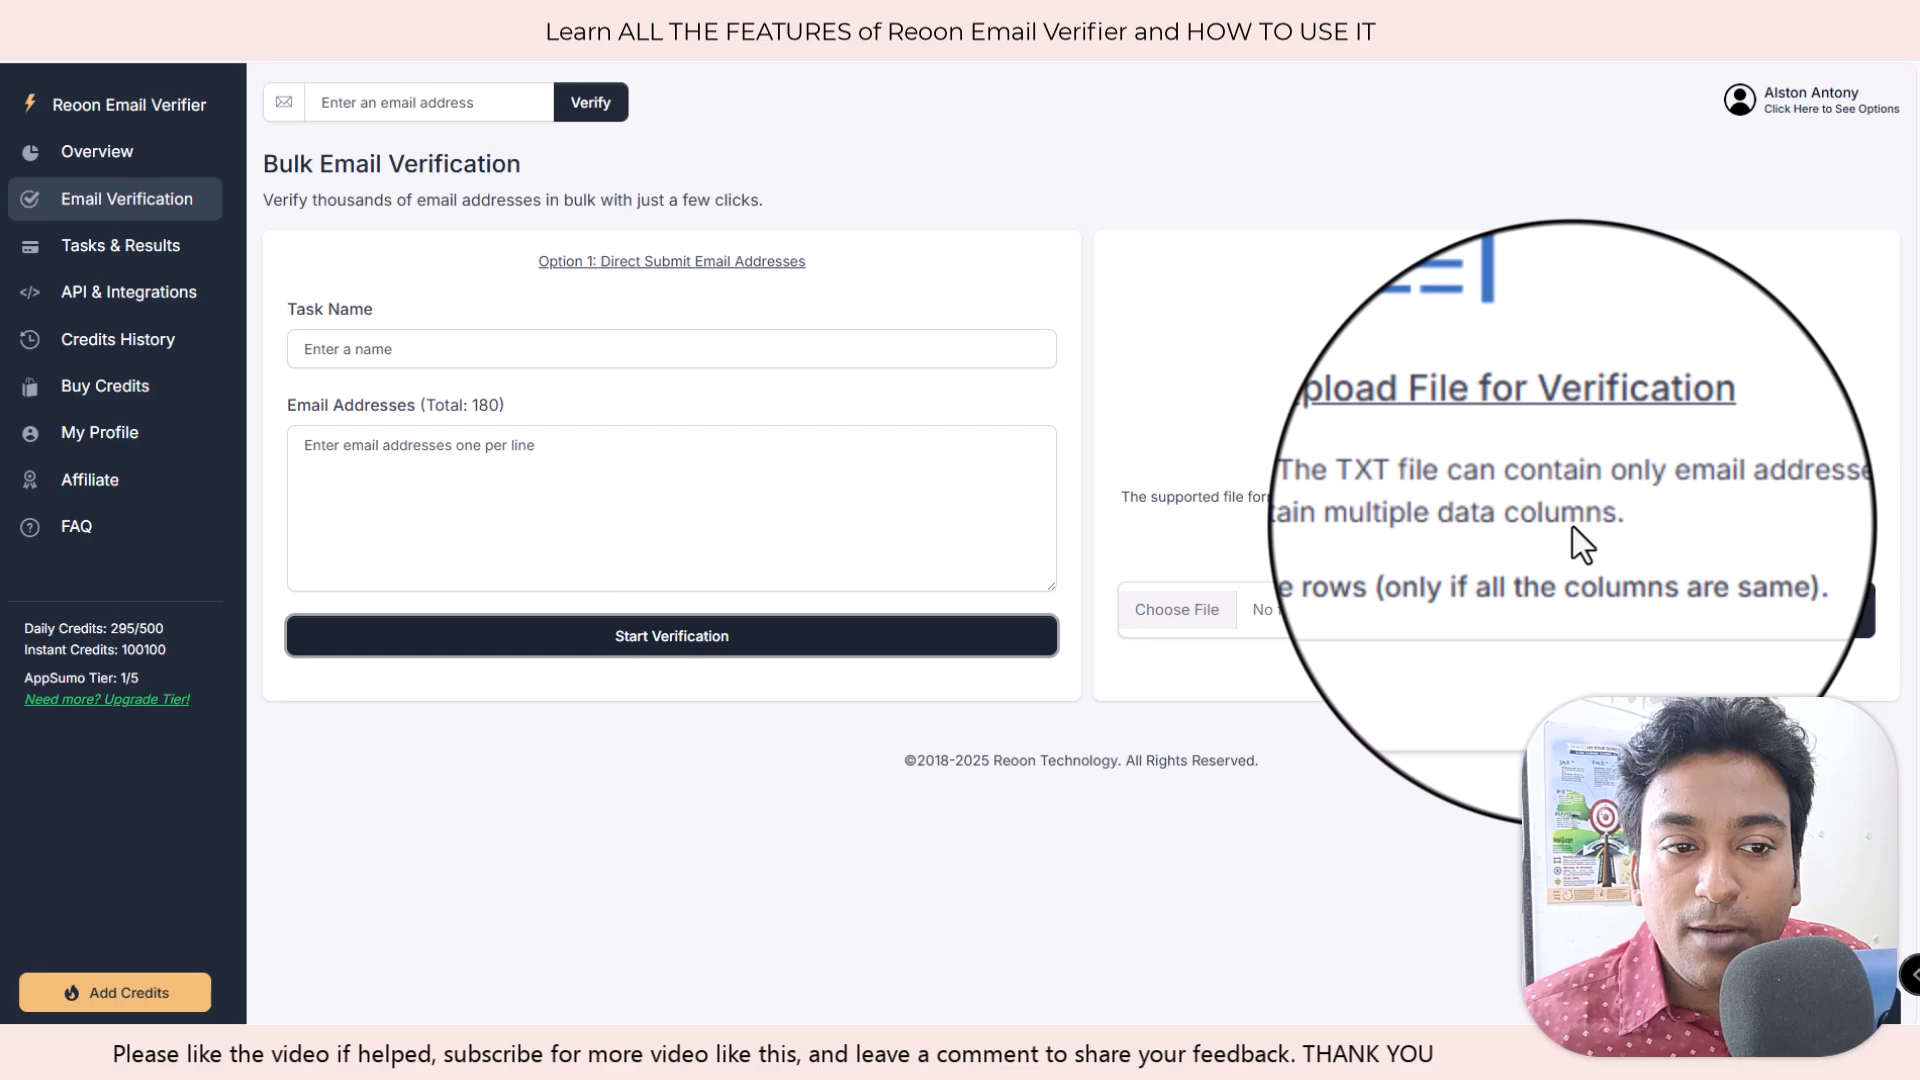 Learn ALL THE FEATURES of Reoon Email Verifier and HOW TO USE IT
Reoon Email Verifier
Overview
Email Verification
Tasks & Results
API & Integrations
Credits History
Buy Credits
My Profile
Affiliate
FAQ
Daily Credits: 295/500
Instant Credits: 100100
AppSumo Tier: 1/5
Need more? Upgrade Tier!
Add Credits
Enter an email address
Verify
Alston Antony
Click Here to See Options
Bulk Email Verification
Verify thousands of email addresses in bulk with just a few clicks.
Option 1: Direct Submit Email Addresses
Task Name
Enter a name
Email Addresses (Total: 180)
Enter email addresses one per line
Start Verification
pload File for Verification
The TXT file can contain only email addresse
The supported file for
tain multiple data columns.
e rows (only if all the columns are same).
Choose File
No
©2018-2025 Reoon Technology. All Rights Reserved.
Please like the video if helped, subscribe for more video like this, and leave a comment to share your feedback. THANK YOU